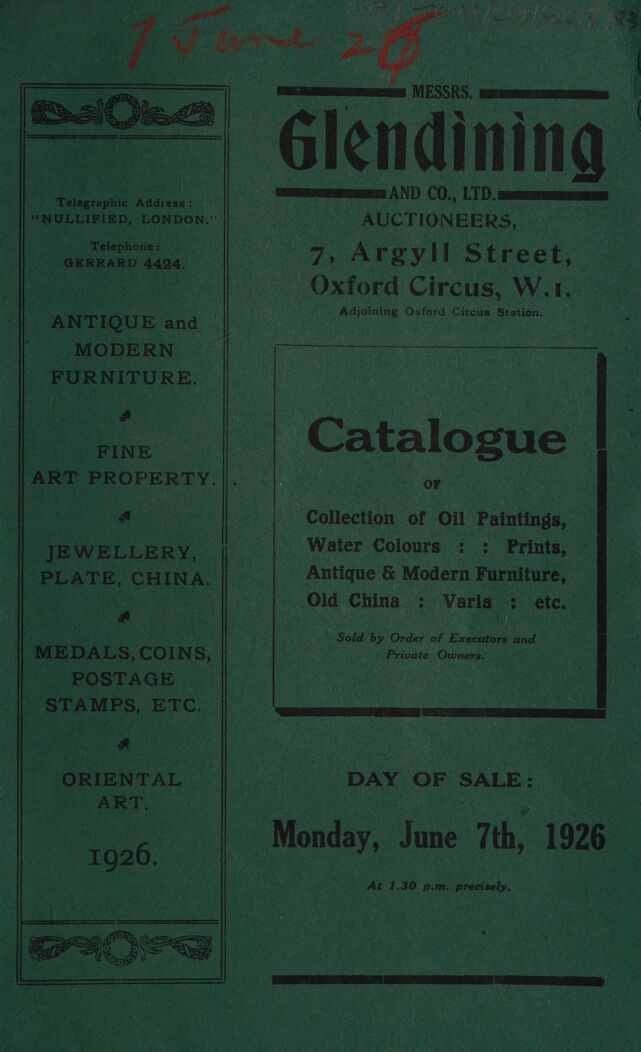 7 June 26
MESSRS.
Glendining
AND CO., LTD.
AUCTIONEERS,
7, Argyll Street,
Oxford Circus, W.1.
Adjoining Oxford Circus Station.
Telegraphic Address:
"NULLIFIED, LONDON."
Telephone:
GERRARD 4424.
ANTIQUE and
MODERN
FURNITURE.
FINE
ART PROPERTY.
JEWELLERY,
PLATE, CHINA.
MEDALS, COINS,
POSTAGE
STAMPS, ETC.
ORIENTAL
ART.
1926.
Catalogue
OF
Collection of Oil Paintings,
Water Colours : : Prints,
Antique & Modern Furniture,
Old China : Varia : etc.
Sold by Order of Executors and
Private Owners.
DAY OF SALE:
Monday, June 7th, 1926
At 1.30 p.m. precisely.